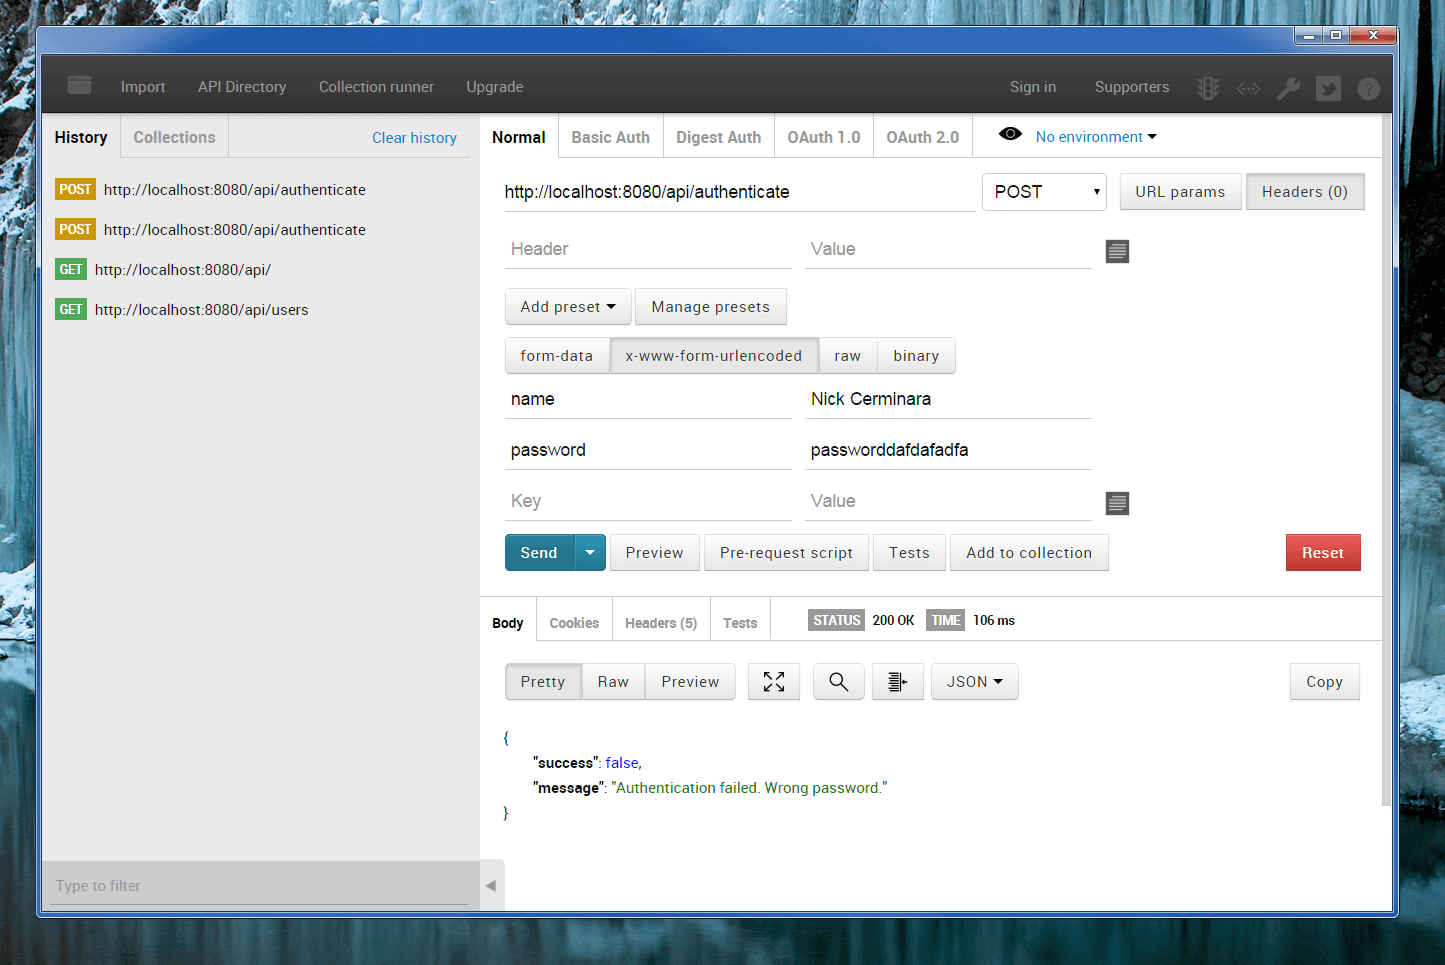 Import API Directory Collection runner Upgrade Sign in Supporters
History Collections Clear history
POST http://localhost:8080/api/authenticate
POST http://localhost:8080/api/authenticate
GET http://localhost:8080/api/
GET http://localhost:8080/api/users
Type to filter
Normal Basic Auth Digest Auth OAuth 1.0 OAuth 2.0 No environment
http://localhost:8080/api/authenticate POST URL params Headers (0)
Header Value
Add preset Manage presets
form-data x-www-form-urlencoded raw binary
name Nick Cerminara
password passworddafdafadfa
Key Value
Send Preview Pre-request script Tests Add to collection Reset
Body Cookies Headers (5) Tests STATUS 200 OK TIME 106 ms
Pretty Raw Preview JSON Copy
{
"success": false,
"message": "Authentication failed. Wrong password."
}